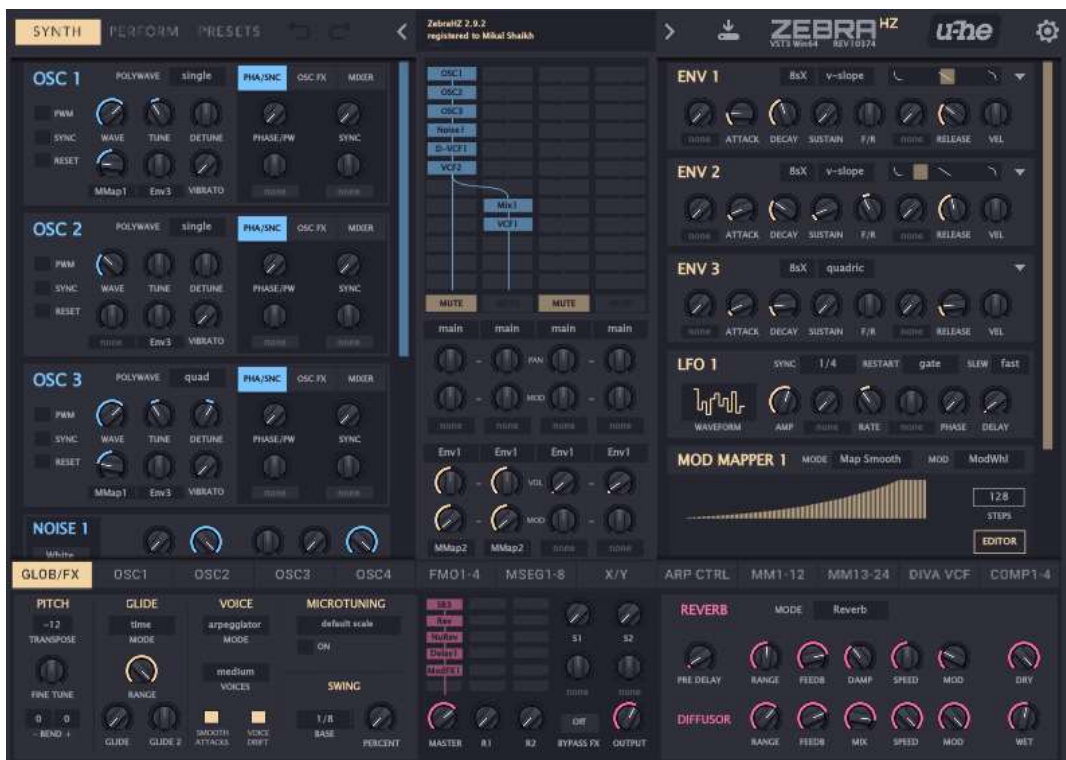 SYNTH PERFORM PRESETS
ZebraHZ 2.9.2
registered to Mikal Shaikh
ZEBRA HZ
VST3 Win64 REV10374
u-he
OSC 1
POLYWAVE single PHA/SNC OSC FX MIXER
PWM
SYNC WAVE TUNE DETUNE PHASE/PW SYNC
RESET
MMap1 Env3 VIBRATO none none
OSC 2
POLYWAVE single PHA/SNC OSC FX MIXER
PWM
SYNC WAVE TUNE DETUNE PHASE/PW SYNC
RESET
none Env3 VIBRATO none none
OSC 3
POLYWAVE quad PHA/SNC OSC FX MIXER
PWM
SYNC WAVE TUNE DETUNE PHASE/PW SYNC
RESET
MMap1 Env3 VIBRATO none none
NOISE 1
White
OSC1
OSC2
OSC3
Noise1
D-VCF1
VCF2
Mix1
VCF1
MUTE MUTE MUTE MUTE
main main main main
PAN
MOD
none none none none
Env1 Env1 Env1 Env1
VOL
MOD
MMap2 MMap2 none none
ENV 1 8sX v-slope
none ATTACK DECAY SUSTAIN F/R none RELEASE VEL
ENV 2 8sX v-slope
none ATTACK DECAY SUSTAIN F/R none RELEASE VEL
ENV 3 8sX quadric
none ATTACK DECAY SUSTAIN F/R none RELEASE VEL
LFO 1 SYNC 1/4 RESTART gate SLEW fast
WAVEFORM AMP none RATE none PHASE DELAY
MOD MAPPER 1 MODE Map Smooth MOD ModWhl
128
STEPS
EDITOR
GLOB/FX OSC1 OSC2 OSC3 OSC4 FMO1-4 MSEG1-8 X/Y ARP CTRL MM1-12 MM13-24 DIVA VCF COMP1-4
PITCH
-12
TRANSPOSE
FINE TUNE
0 0
- BEND +
GLIDE
time
MODE
RANGE
GLIDE GLIDE 2
VOICE
arpeggiator
MODE
medium
VOICES
SMOOTH ATTACKS
VOICE DRIFT
MICROTUNING
default scale
ON
SWING
1/8
BASE PERCENT
SB3
Rev
NuRev
Delay1
ModFX1
S1 S2
none none
Off
MASTER R1 R2 BYPASS FX OUTPUT
REVERB MODE Reverb
PRE DELAY RANGE FEEDB DAMP SPEED MOD DRY
DIFFUSOR
RANGE FEEDB MIX SPEED MOD WET